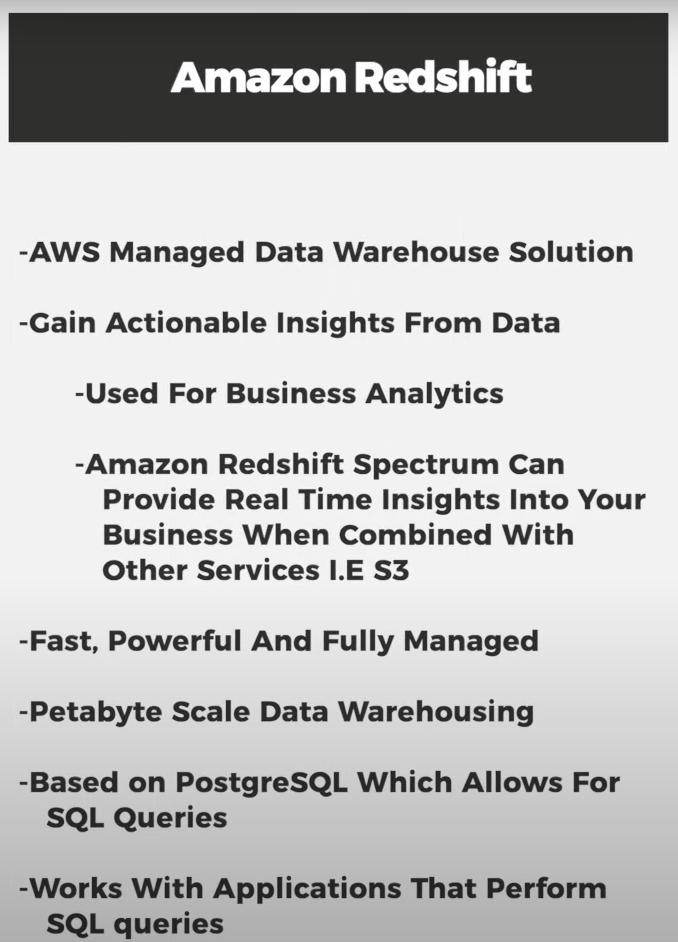 Amazon Redshift
-AWS Managed Data Warehouse Solution
-Gain Actionable Insights From Data
-Used For Business Analytics
-Amazon Redshift Spectrum Can
Provide Real Time Insights Into Your
Business When Combined With
Other Services I.E S3
-Fast, Powerful And Fully Managed
-Petabyte Scale Data Warehousing
-Based on PostgreSQL Which Allows For
SQL Queries
-Works With Applications That Perform
SQL queries